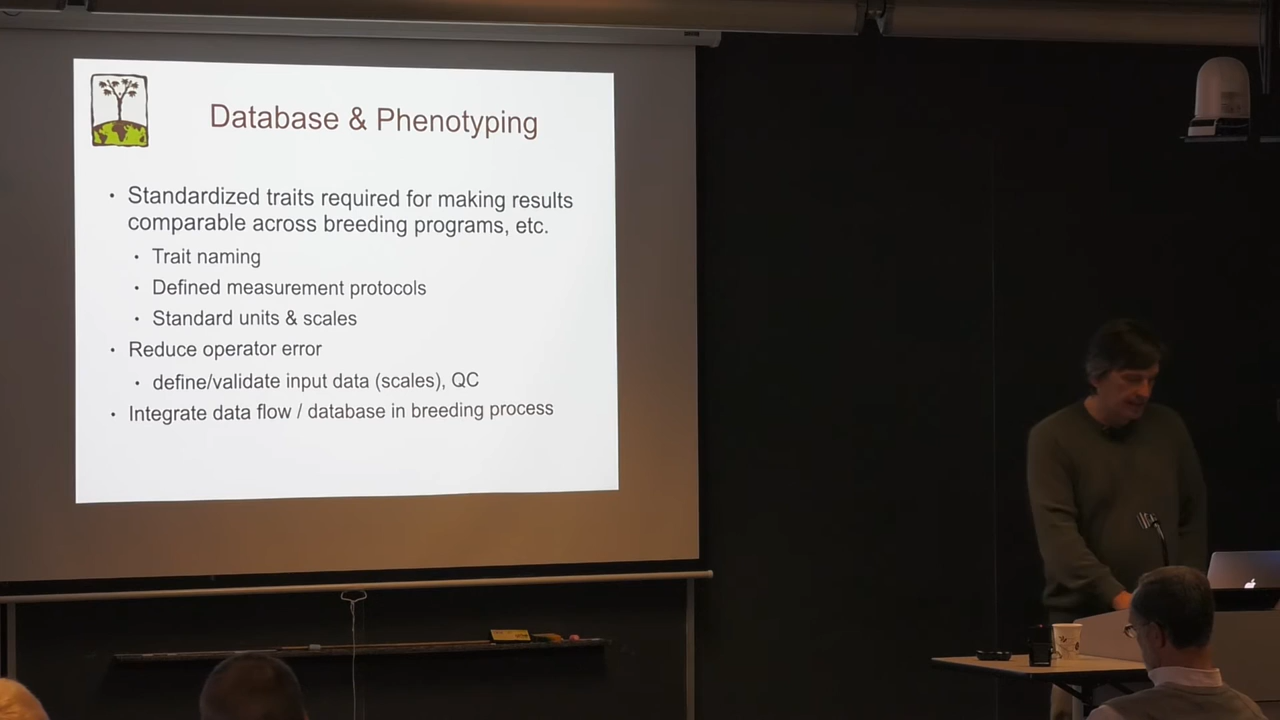 Database & Phenotyping
• Standardized traits required for making results
comparable across breeding programs, etc.
• Trait naming
• Defined measurement protocols
• Standard units & scales
• Reduce operator error
• define/validate input data (scales), QC
• Integrate data flow / database in breeding process